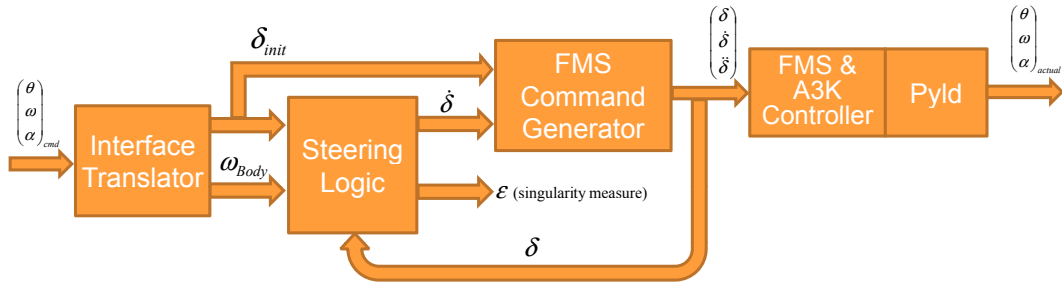 (θ
ω
α)cmd
Interface
Translator
δinit
ωBody
Steering
Logic
δ̇
ε (singularity measure)
δ
FMS
Command
Generator
(δ
δ̇
δ̈)
FMS &
A3K
Controller
Pyld
(θ
ω
α)actual